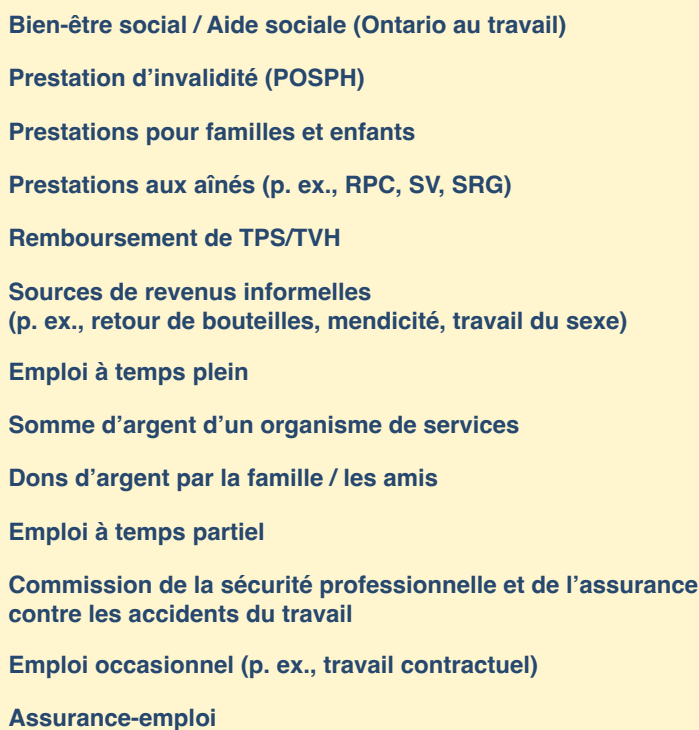 Bien-être social / Aide sociale (Ontario au travail)
Prestation d’invalidité (POSPH)
Prestations pour familles et enfants
Prestations aux aînés (p. ex., RPC, SV, SRG)
Remboursement de TPS/TVH
Sources de revenus informelles
(p. ex., retour de bouteilles, mendicité, travail du sexe)
Emploi à temps plein
Somme d’argent d’un organisme de services
Dons d’argent par la famille / les amis
Emploi à temps partiel
Commission de la sécurité professionnelle et de l’assurance
contre les accidents du travail
Emploi occasionnel (p. ex., travail contractuel)
Assurance-emploi